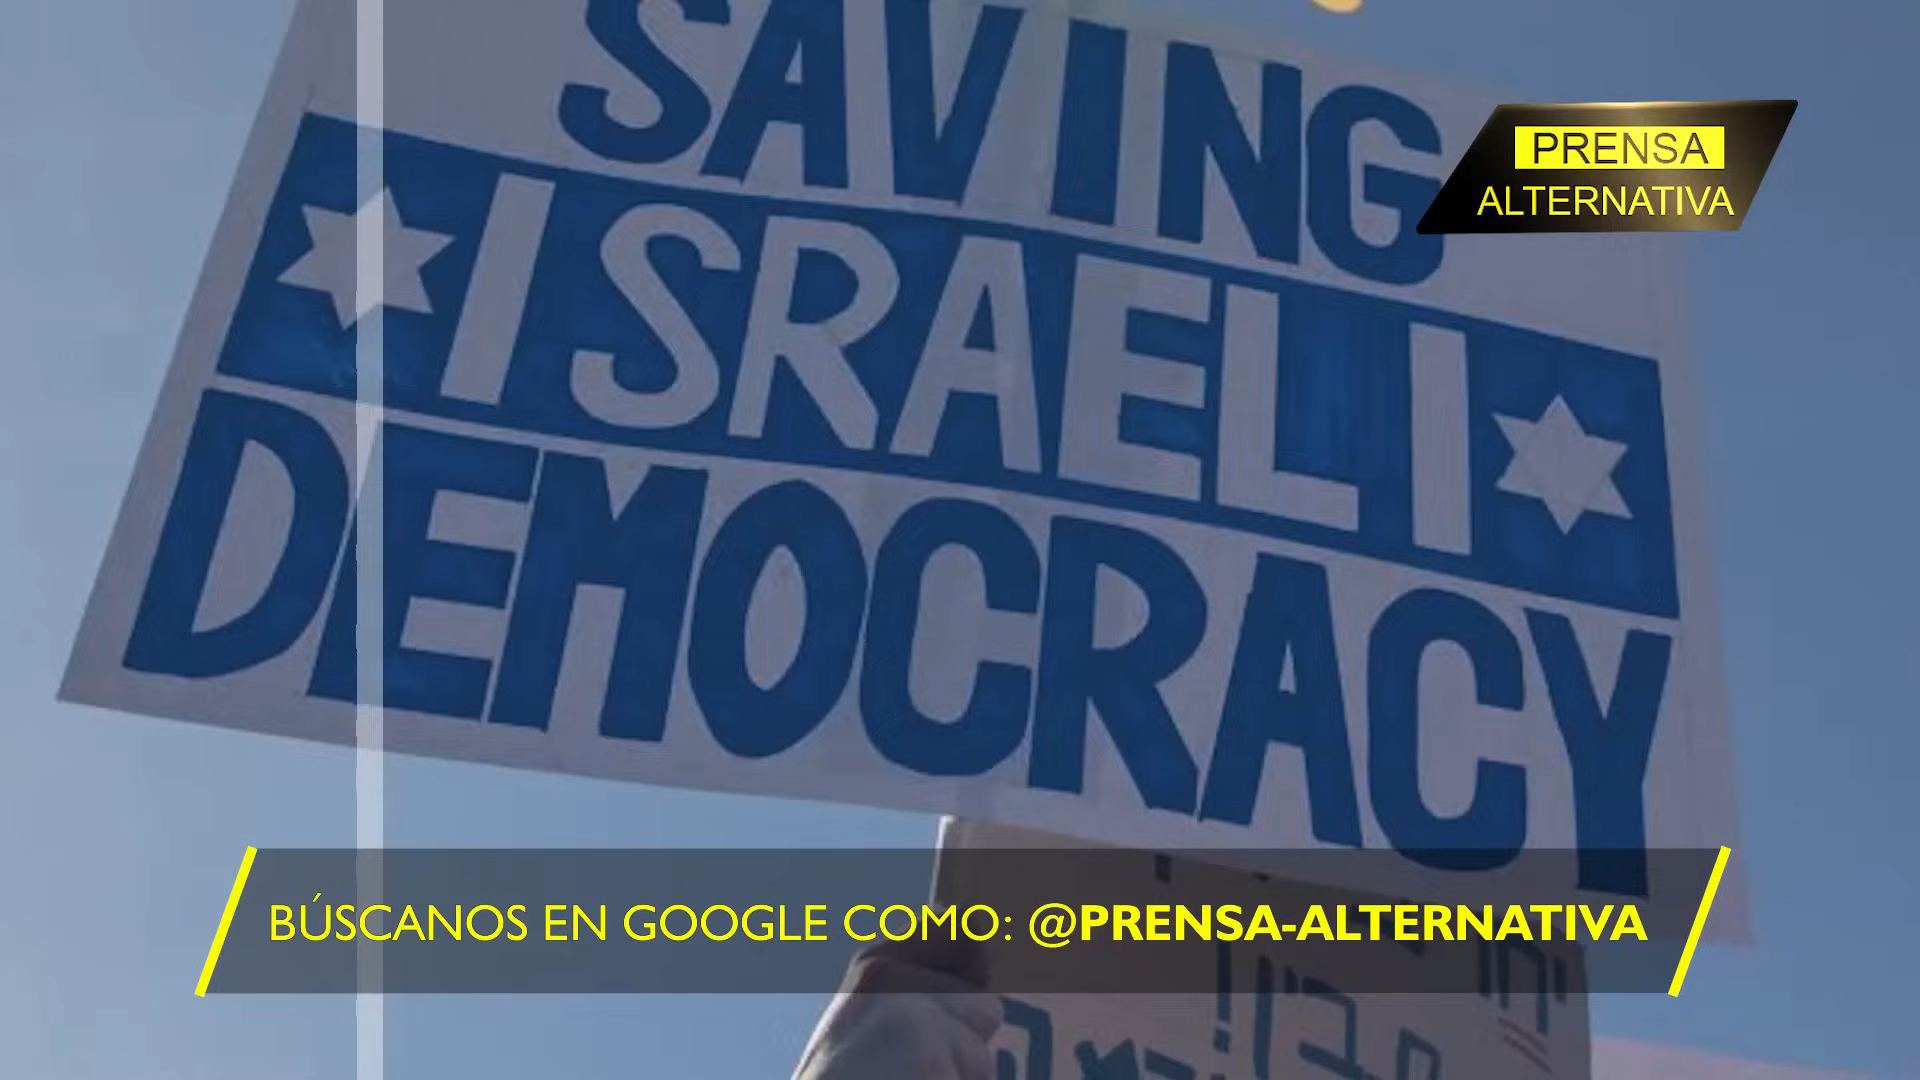 SAVING
ISRAELI
DEMOCRACY
PRENSA
ALTERNATIVA
BÚSCANOS EN GOOGLE COMO: @PRENSA-ALTERNATIVA